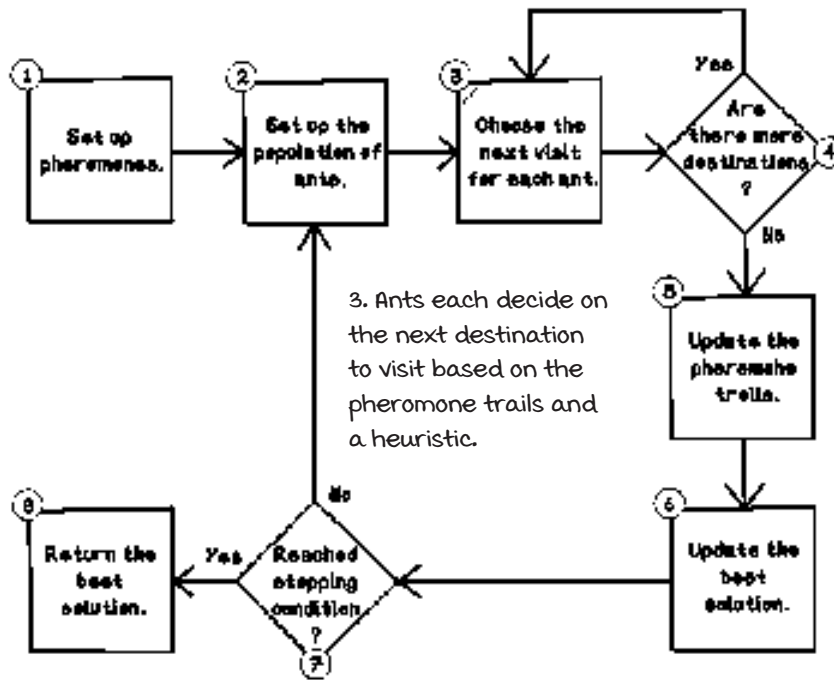 1
Set up
pheromones.
2
Set up the
population of
ants.
3
Choose the
next visit
for each ant.
Yes
Are
there more
destinations
?
4
No
3. Ants each decide on
the next destination
to visit based on the
pheromone trails and
a heuristic.
5
Update the
pheromone
trails.
6
Update the
best
solution.
No
Reached
stopping
condition
?
7
Yes
8
Return the
best
solution.